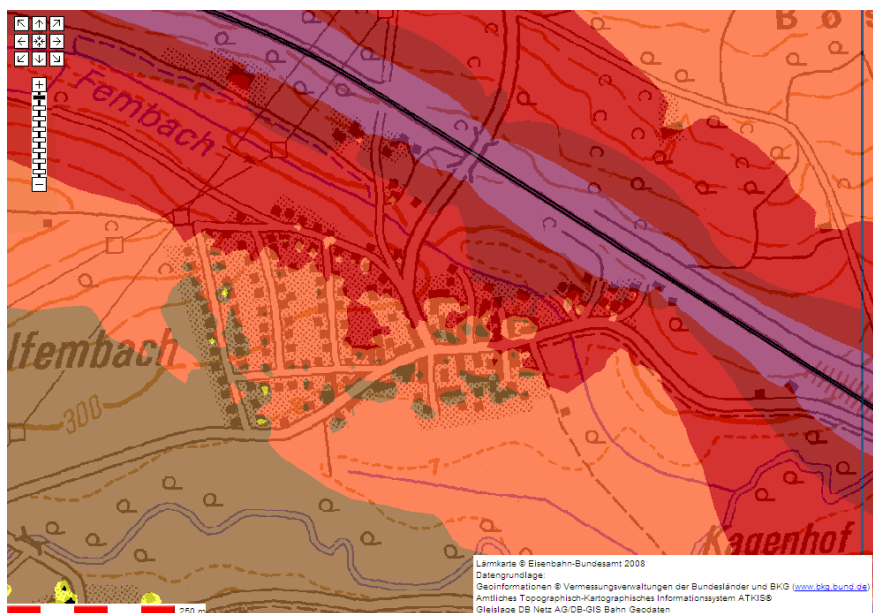 Bos
Fembach
lfembach
300
Kagenhof
250 m
Lärmkarte © Eisenbahn-Bundesamt 2008
Datengrundlage:
Geoinformationen © Vermessungsverwaltungen der Bundesländer und BKG (www.bkg.bund.de)
Amtliches Topographisch-Kartographisches Informationssystem ATKIS®
Gleislage DB Netz AG/DB-GIS Bahn Geodaten